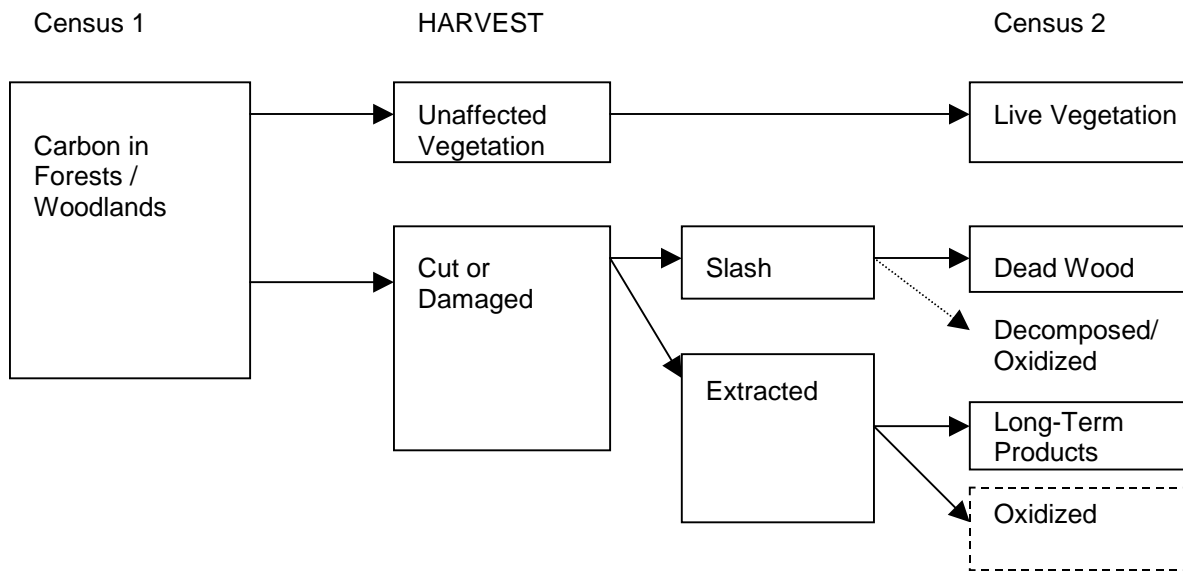 Census 1
HARVEST
Census 2
Carbon in
Forests /
Woodlands
Unaffected
Vegetation
Live Vegetation
Cut or
Damaged
Slash
Dead Wood
Decomposed/
Oxidized
Extracted
Long-Term
Products
Oxidized